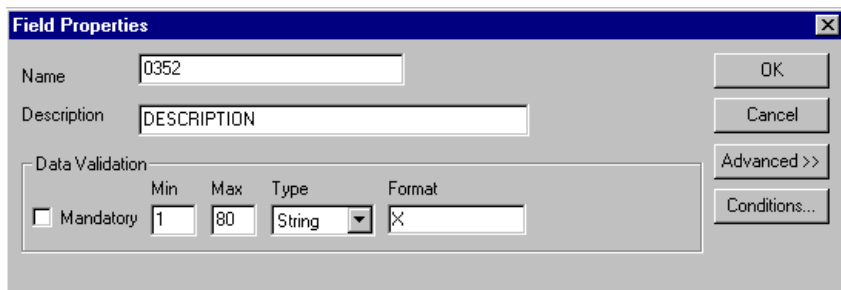 Field Properties
Name 0352 OK
Description DESCRIPTION Cancel
Data Validation Advanced >>
Min Max Type Format
Mandatory 1 80 String X Conditions...